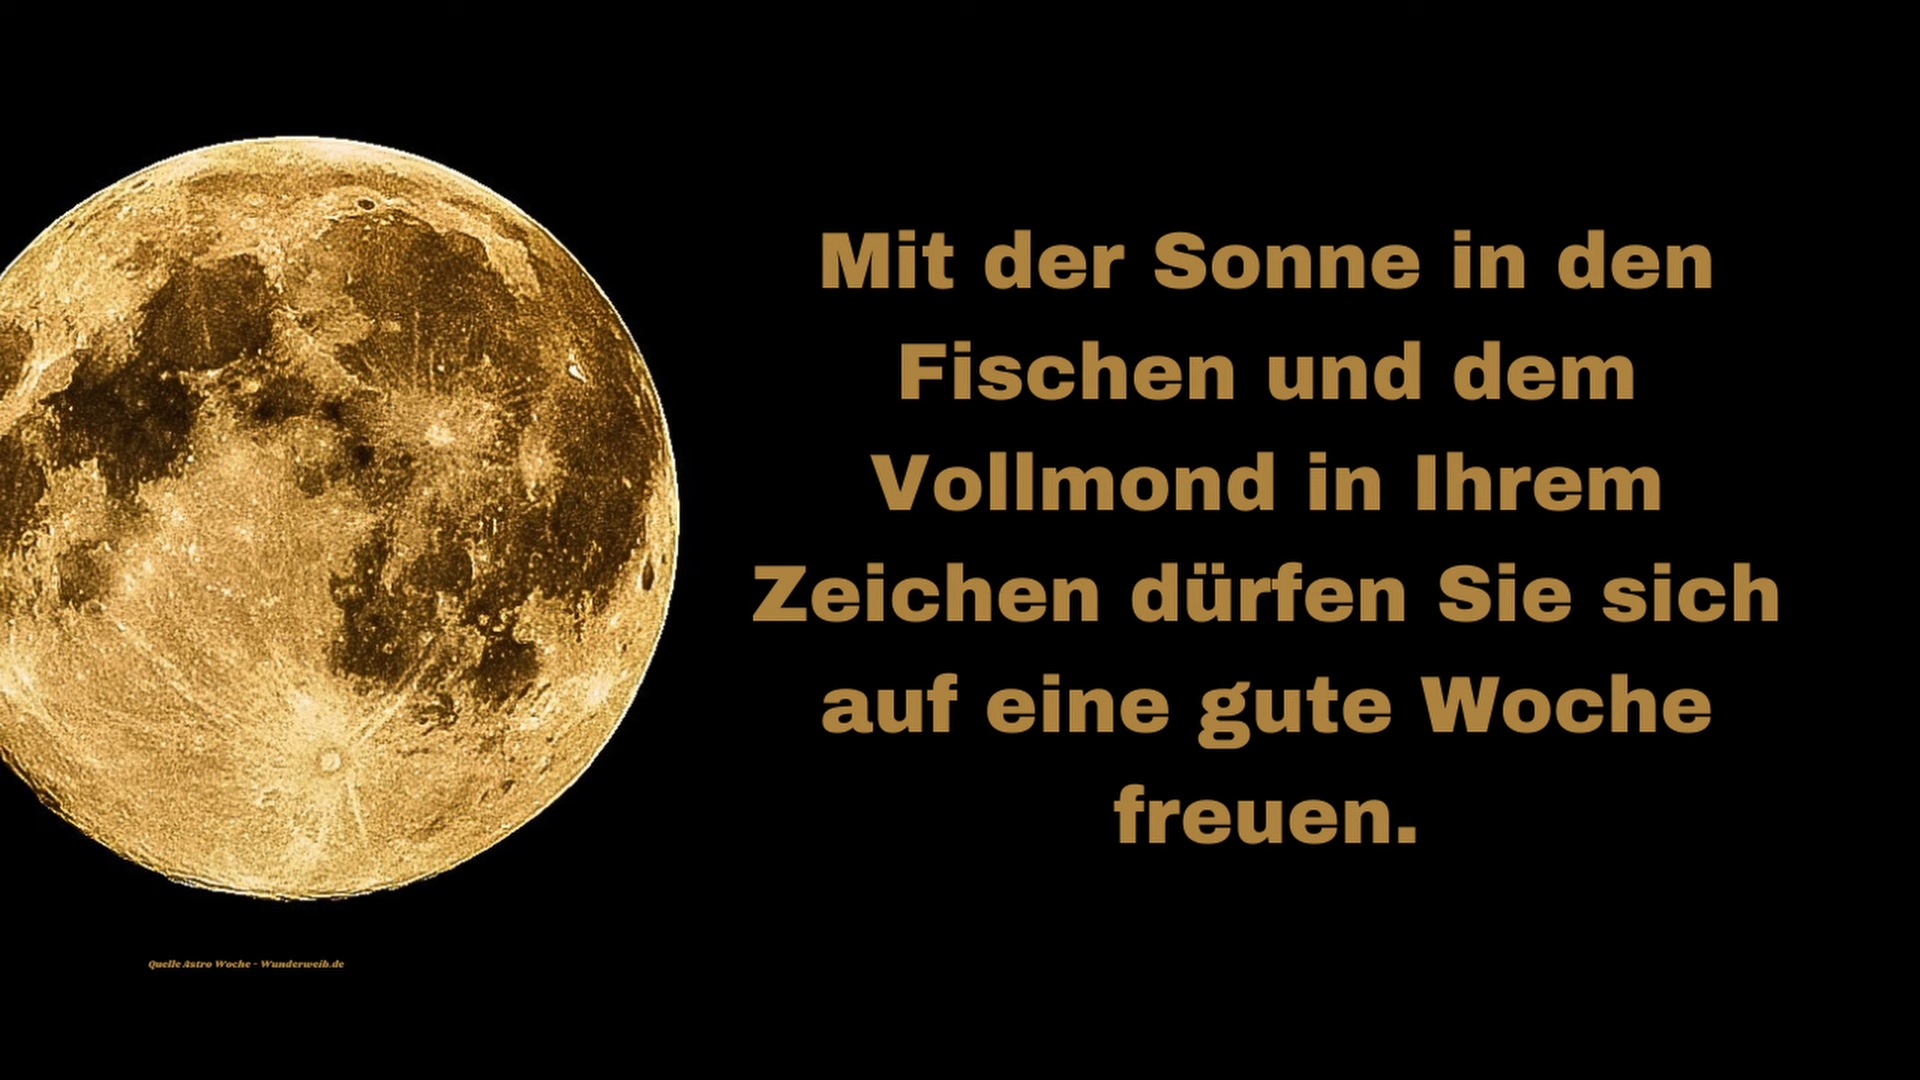 Mit der Sonne in den
Fischen und dem
Vollmond in Ihrem
Zeichen dürfen Sie sich
auf eine gute Woche
freuen.
Quelle Astro Woche - Wunderweib.de